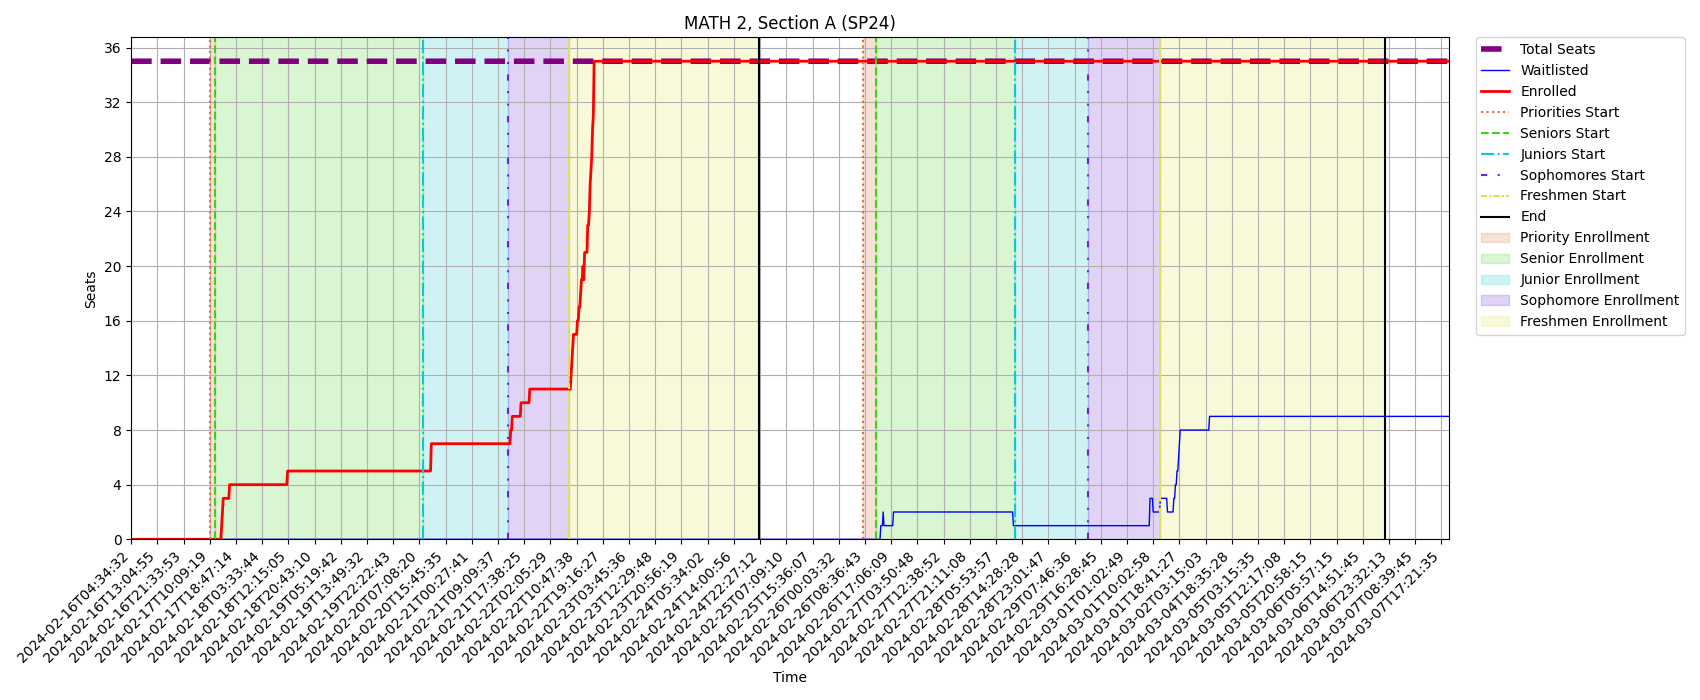 MATH 2, Section A (SP24)
36
32
28
24
20
16
12
8
4
0
Seats
2024-02-16T04:34:32
2024-02-16T13:04:55
2024-02-16T21:33:53
2024-02-17T10:09:19
2024-02-17T18:47:14
2024-02-18T03:33:44
2024-02-18T12:15:05
2024-02-18T20:43:10
2024-02-19T05:19:42
2024-02-19T13:49:32
2024-02-19T22:22:43
2024-02-20T07:08:20
2024-02-20T15:45:35
2024-02-21T00:27:41
2024-02-21T09:09:37
2024-02-21T17:38:25
2024-02-22T02:05:29
2024-02-22T10:47:38
2024-02-22T19:16:27
2024-02-23T03:45:36
2024-02-23T12:29:48
2024-02-23T20:56:19
2024-02-24T05:34:02
2024-02-24T14:00:56
2024-02-24T22:27:12
2024-02-25T07:09:10
2024-02-25T15:36:07
2024-02-26T00:03:32
2024-02-26T08:36:43
2024-02-26T17:06:09
2024-02-27T03:50:48
2024-02-27T12:38:52
2024-02-27T21:11:08
2024-02-28T05:53:57
2024-02-28T14:28:28
2024-02-28T23:01:47
2024-02-29T07:46:36
2024-02-29T16:28:45
2024-03-01T01:02:49
2024-03-01T10:02:58
2024-03-01T18:41:27
2024-03-02T03:15:03
2024-03-04T18:35:28
2024-03-05T03:15:35
2024-03-05T12:17:08
2024-03-05T20:58:15
2024-03-06T05:57:15
2024-03-06T14:51:45
2024-03-06T23:32:13
2024-03-07T08:39:45
2024-03-07T17:21:35
Time
Total Seats
Waitlisted
Enrolled
Priorities Start
Seniors Start
Juniors Start
Sophomores Start
Freshmen Start
End
Priority Enrollment
Senior Enrollment
Junior Enrollment
Sophomore Enrollment
Freshmen Enrollment